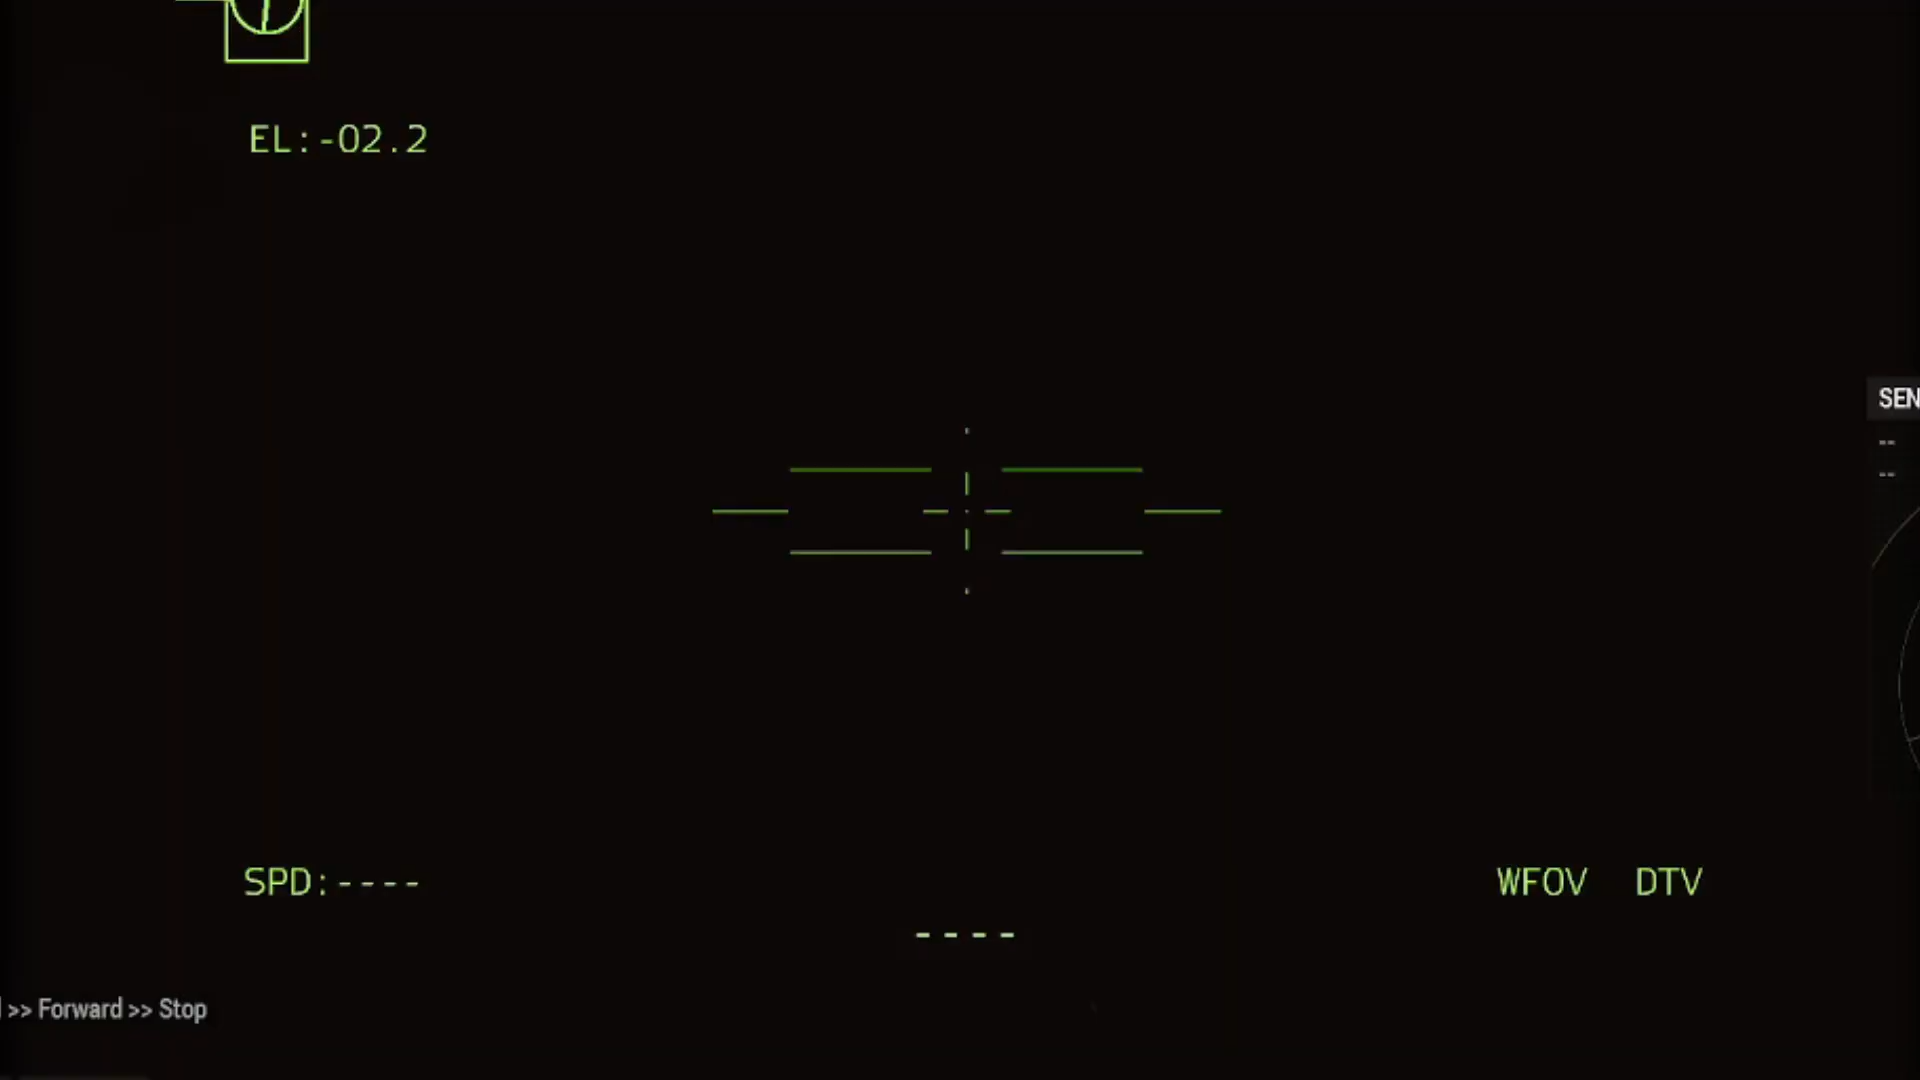 EL:-02.2
SEN
--
--
SPD:----
WFOV DTV
----
>> Forward >> Stop